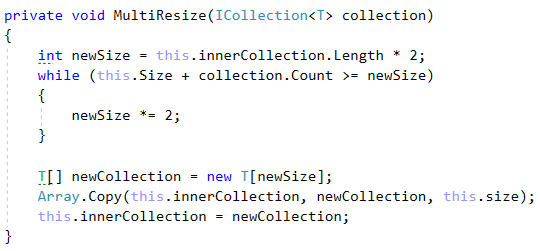 private void MultiResize(ICollection<T> collection)
{
    int newSize = this.innerCollection.Length * 2;
    while (this.Size + collection.Count >= newSize)
    {
        newSize *= 2;
    }

    T[] newCollection = new T[newSize];
    Array.Copy(this.innerCollection, newCollection, this.size);
    this.innerCollection = newCollection;
}